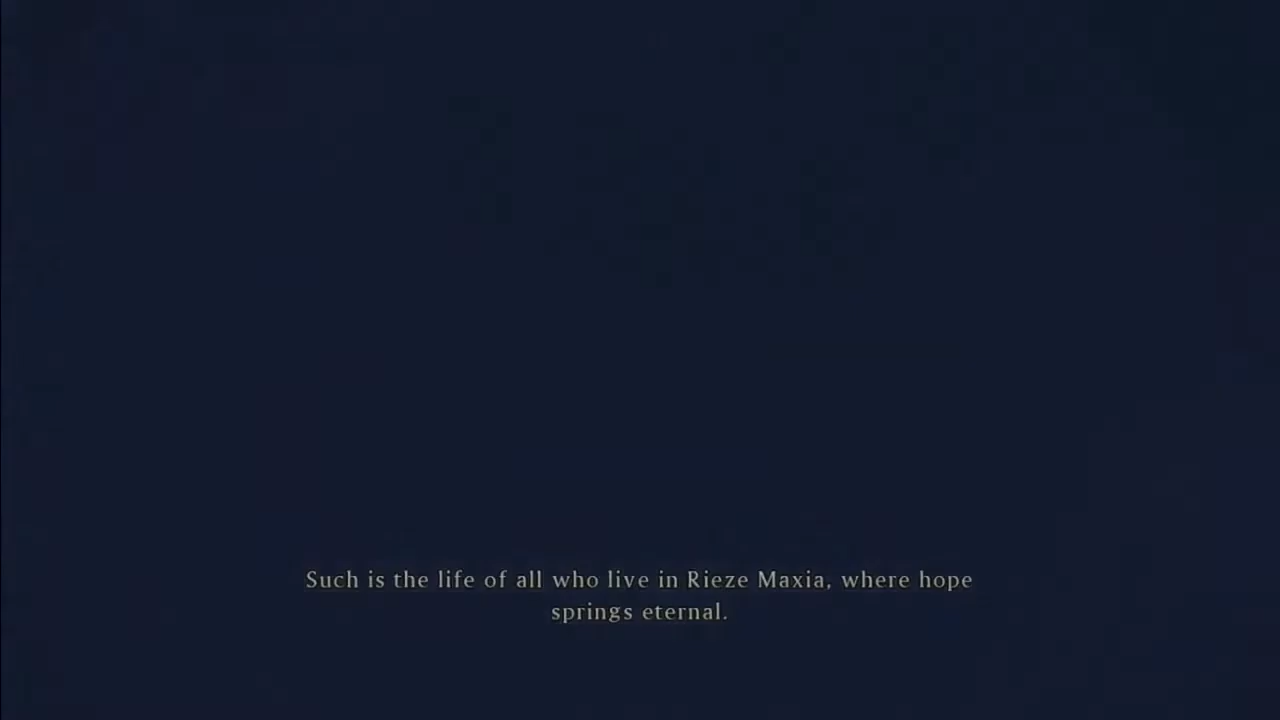 Such is the life of all who live in Rieze Maxia, where hope
springs eternal.